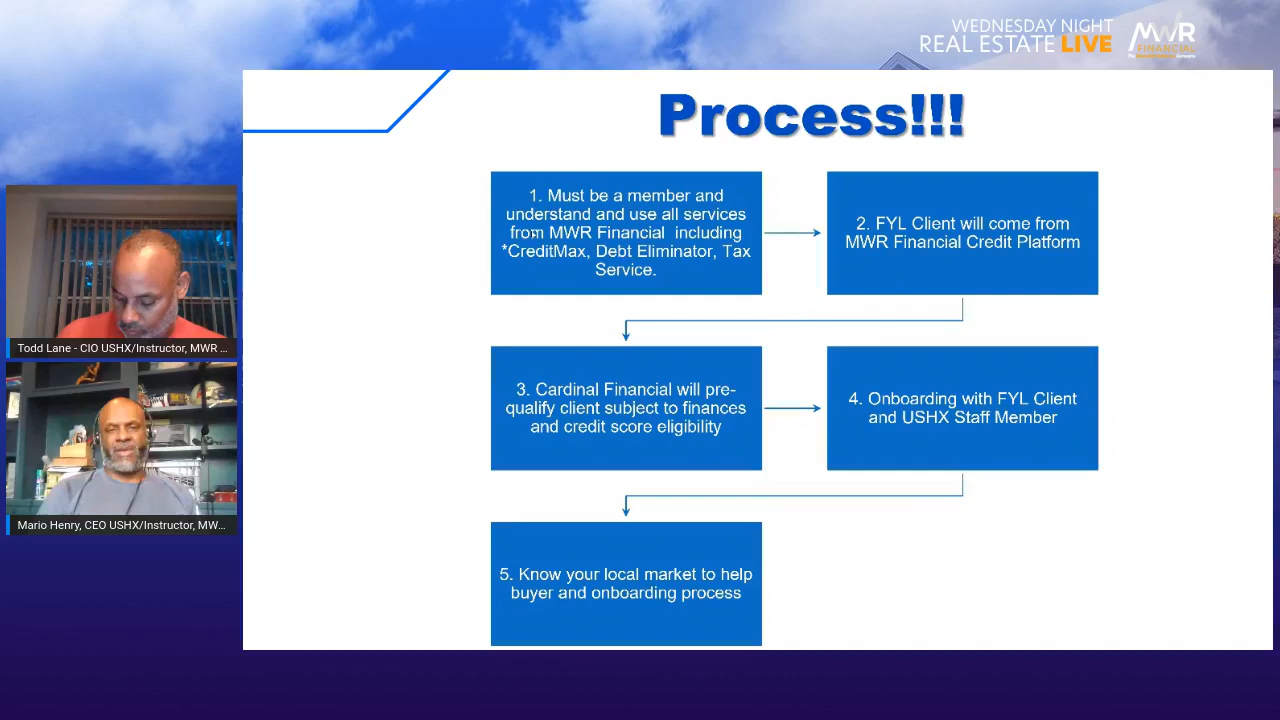 WEDNESDAY NIGHT
REAL ESTATE LIVE
MWR
FINANCIAL
Process!!!
1. Must be a member and
understand and use all services
from MWR Financial including
*CreditMax, Debt Eliminator, Tax
Service.
2. FYL Client will come from
MWR Financial Credit Platform
3. Cardinal Financial will pre-
qualify client subject to finances
and credit score eligibility
4. Onboarding with FYL Client
and USHX Staff Member
5. Know your local market to help
buyer and onboarding process
Todd Lane - CIO USHX/Instructor, MWR ...
Mario Henry, CEO USHX/Instructor, MW...